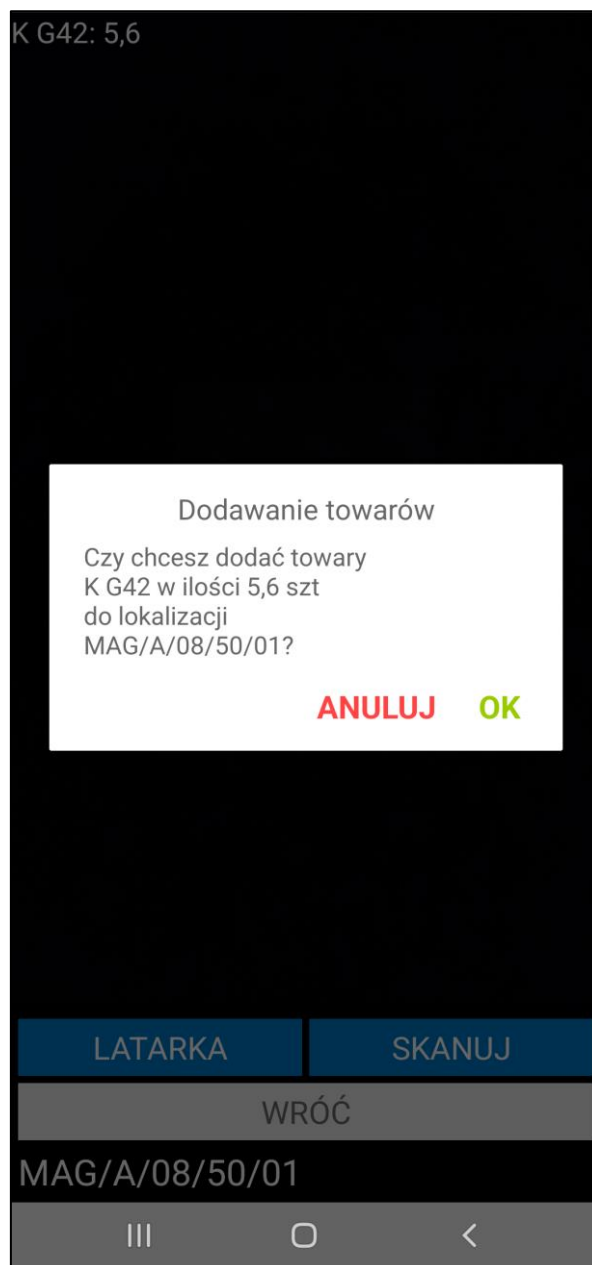 K G42: 5,6
Dodawanie towarów
Czy chcesz dodać towary
K G42 w ilości 5,6 szt
do lokalizacji
MAG/A/08/50/01?
ANULUJ OK
LATARKA SKANUJ
WRÓĆ
MAG/A/08/50/01